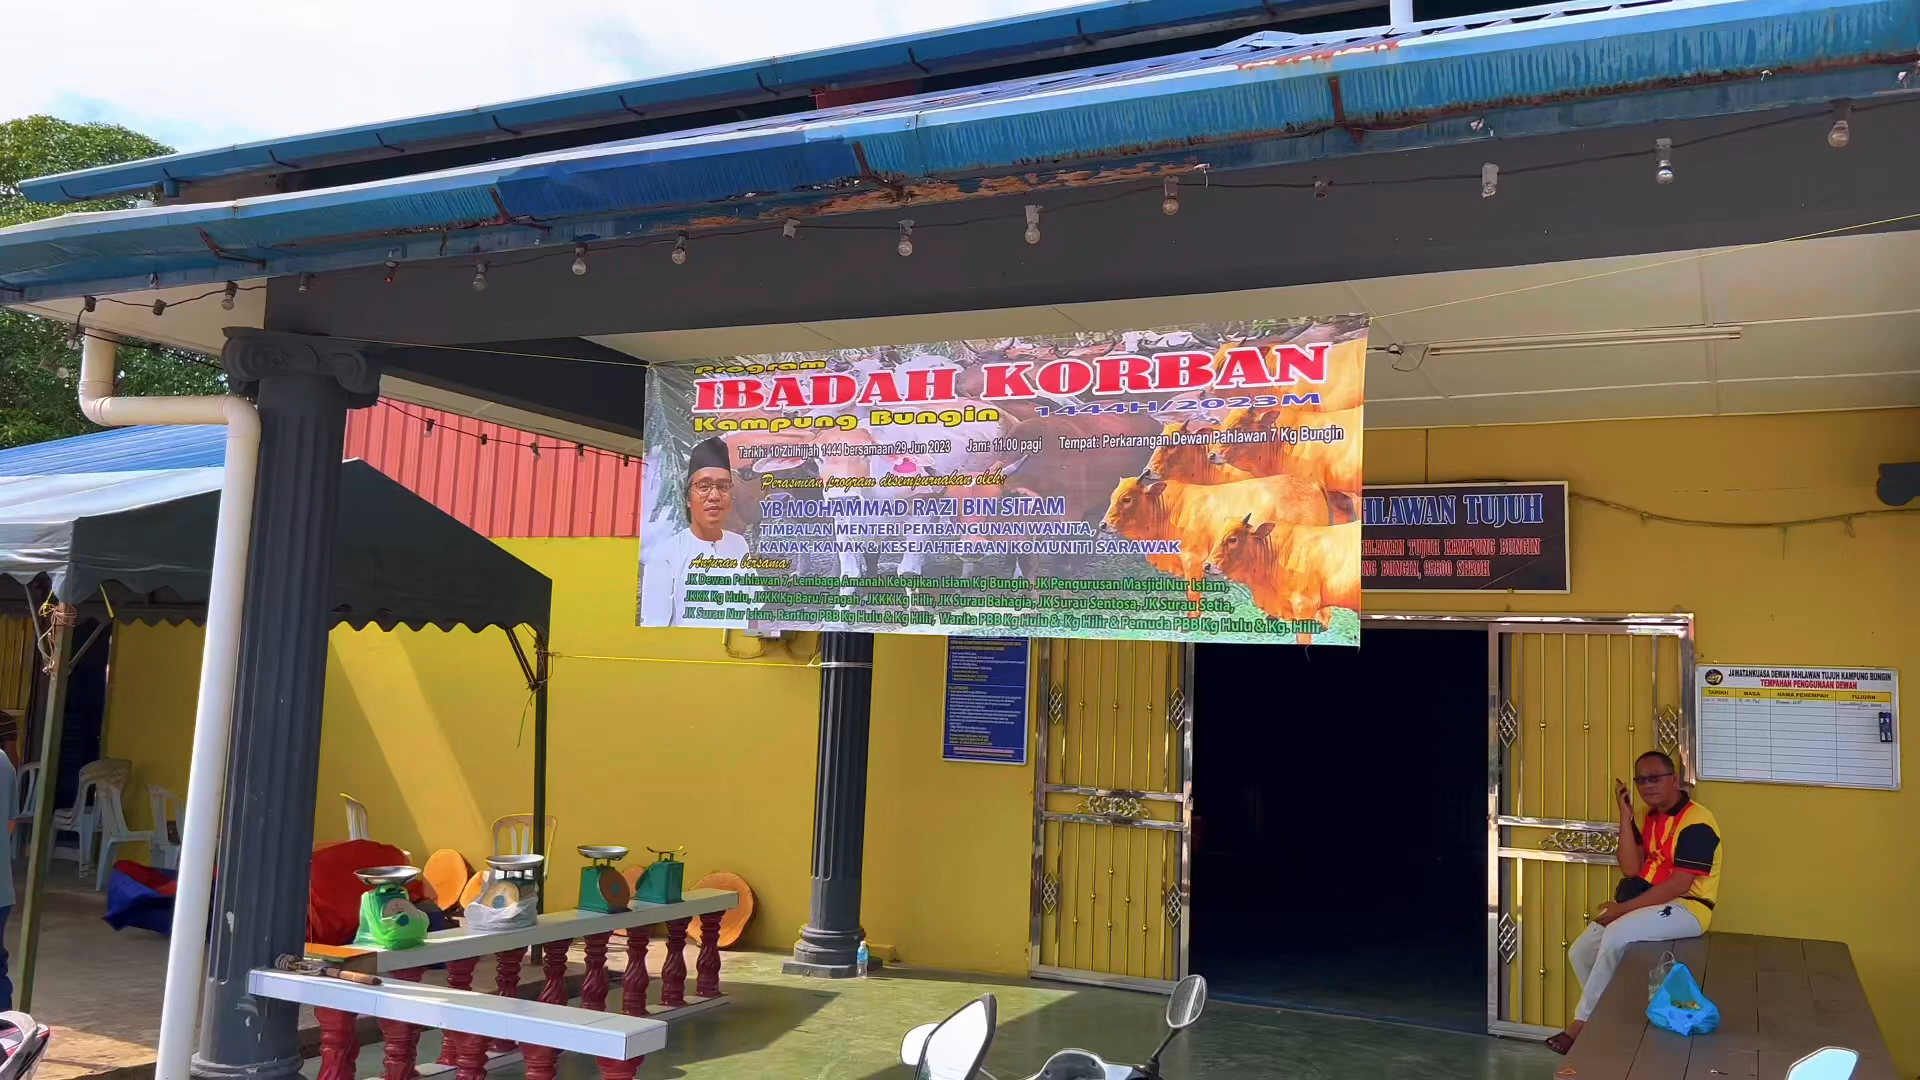 Program
IBADAH KORBAN
Kampung Bungin 1444H/2023M
Tarikh: 10 Zulhijjah 1444 bersamaan 29 Jun 2023 Jam: 11.00 pagi Tempat: Perkarangan Dewan Pahlawan 7 Kg Bungin
Perasmian program disempurnakan oleh:
YB MOHAMMAD RAZI BIN SITAM
TIMBALAN MENTERI PEMBANGUNAN WANITA,
KANAK-KANAK & KESEJAHTERAAN KOMUNITI SARAWAK
Anjuran bersama:
JK Dewan Pahlawan 7, Lembaga Amanah Kebajikan Islam Kg Bungin, JK Pengurusan Masjid Nur Islam,
JKKK Kg Hulu, JKKK Kg Baru/Tengah, JKKK Kg Hilir, JK Surau Bahagia, JK Surau Sentosa, JK Surau Setia,
JK Surau Nur Islam, Ranting PBB Kg Hulu & Kg Hilir, Wanita PBB Kg Hulu & Kg Hilir & Pemuda PBB Kg Hulu & Kg. Hilir
HLAWAN TUJUH
HLAWAN TUJUH KAMPUNG BUNGIN
NG BUNGIN, 93600 SPAOH
JAWATANKUASA DEWAN PAHLAWAN TUJUH KAMPUNG BUNGIN
TEMPAHAN PENGGUNAAN DEWAN
TARIKH MASA NAMA PENEMPAH TUJUAN